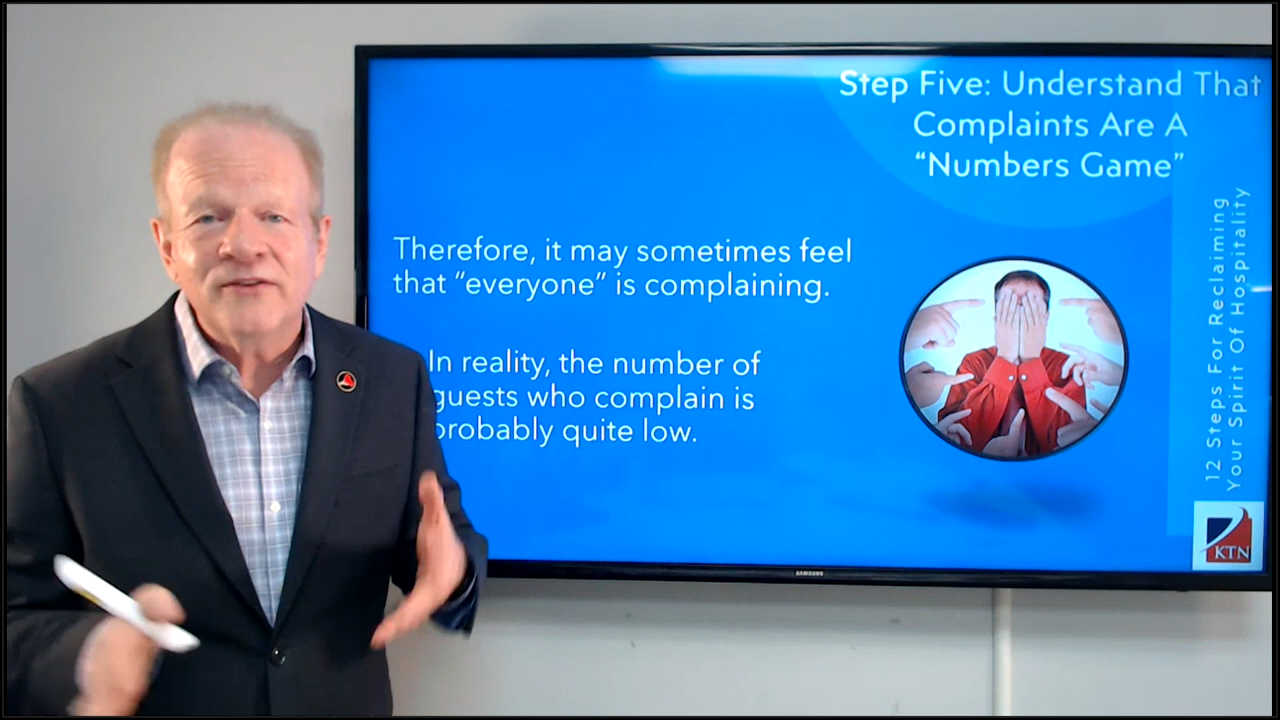 Step Five: Understand That
Complaints Are A
“Numbers Game”
Therefore, it may sometimes feel
that “everyone” is complaining.
In reality, the number of
guests who complain is
probably quite low.
12 Steps For Reclaiming
Your Spirit Of Hospitality
KTN
SAMSUNG